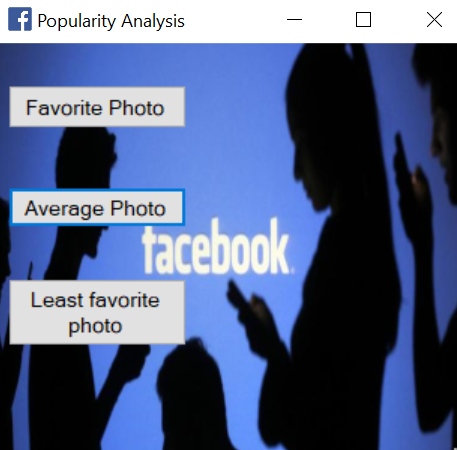 Popularity Analysis
Favorite Photo
Average Photo
facebook
Least favorite
photo